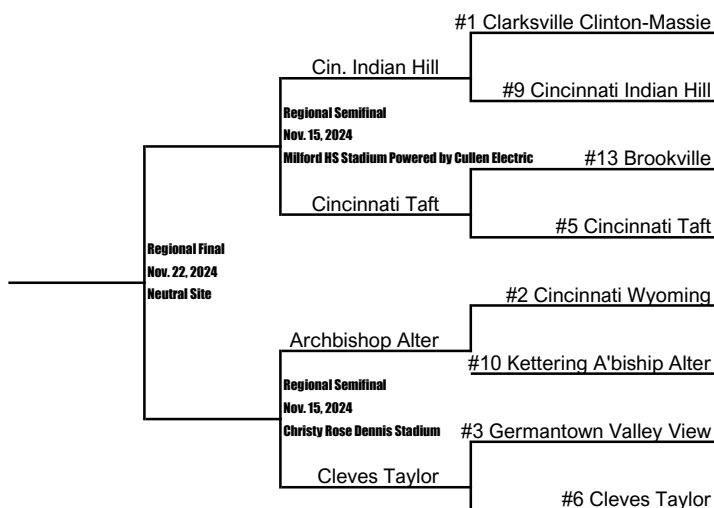 #1 Clarksville Clinton-Massie
Cin. Indian Hill
#9 Cincinnati Indian Hill
Regional Semifinal
Nov. 15, 2024
Milford HS Stadium Powered by Cullen Electric
#13 Brookville
Cincinnati Taft
#5 Cincinnati Taft
Regional Final
Nov. 22, 2024
Neutral Site
#2 Cincinnati Wyoming
Archbishop Alter
#10 Kettering A'biship Alter
Regional Semifinal
Nov. 15, 2024
Christy Rose Dennis Stadium
#3 Germantown Valley View
Cleves Taylor
#6 Cleves Taylor